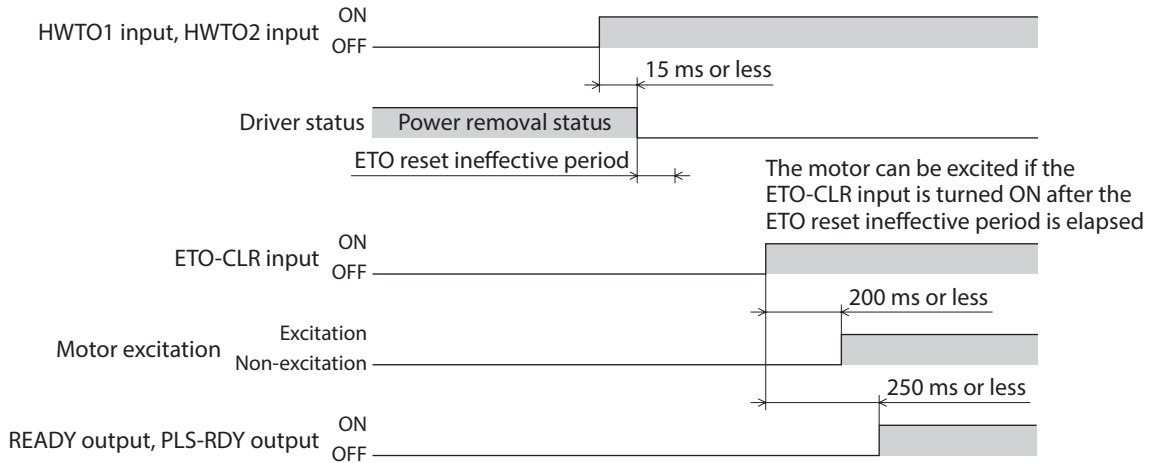 ON
HWTO1 input, HWTO2 input
OFF
15 ms or less
Driver status
Power removal status
ETO reset ineffective period
The motor can be excited if the
ETO-CLR input is turned ON after the
ETO reset ineffective period is elapsed
ON
ETO-CLR input
OFF
200 ms or less
Excitation
Motor excitation
Non-excitation
250 ms or less
ON
READY output, PLS-RDY output
OFF